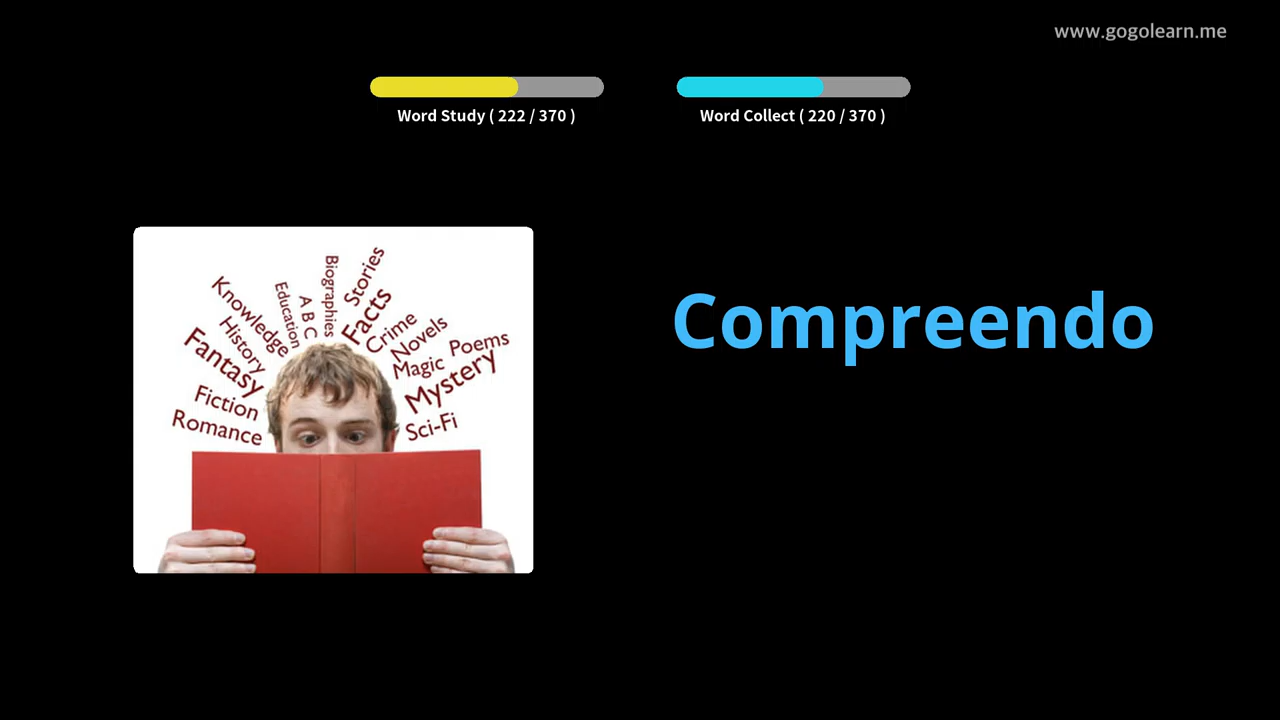 www.gogolearn.me
Word Study ( 222 / 370 )
Word Collect ( 220 / 370 )
Compreendo
Biographies
Stories
Facts
A B C
Education
Knowledge
History
Fantasy
Fiction
Romance
Crime
Novels
Magic
Poems
Mystery
Sci-Fi